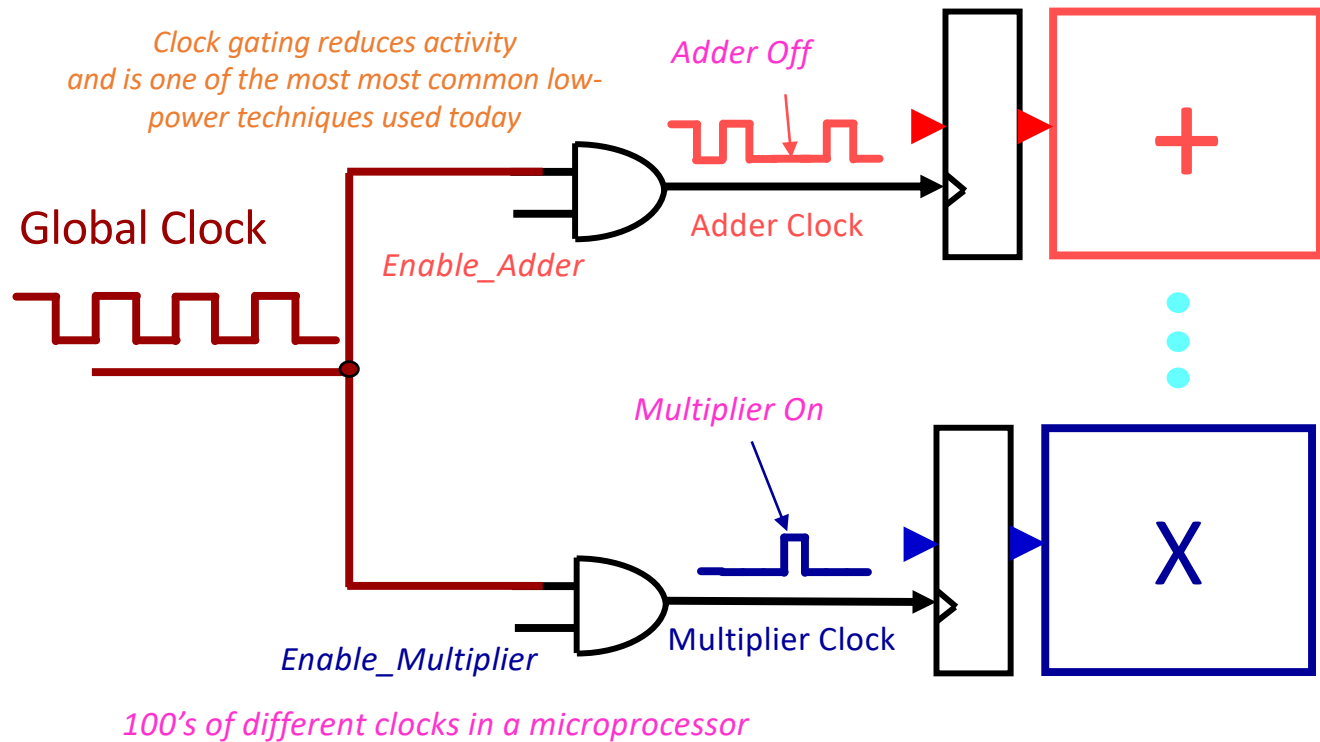 Clock gating reduces activity
and is one of the most most common low-
power techniques used today
Adder Off
+
Global Clock
Adder Clock
Enable_Adder
Multiplier On
X
Multiplier Clock
Enable_Multiplier
100’s of different clocks in a microprocessor